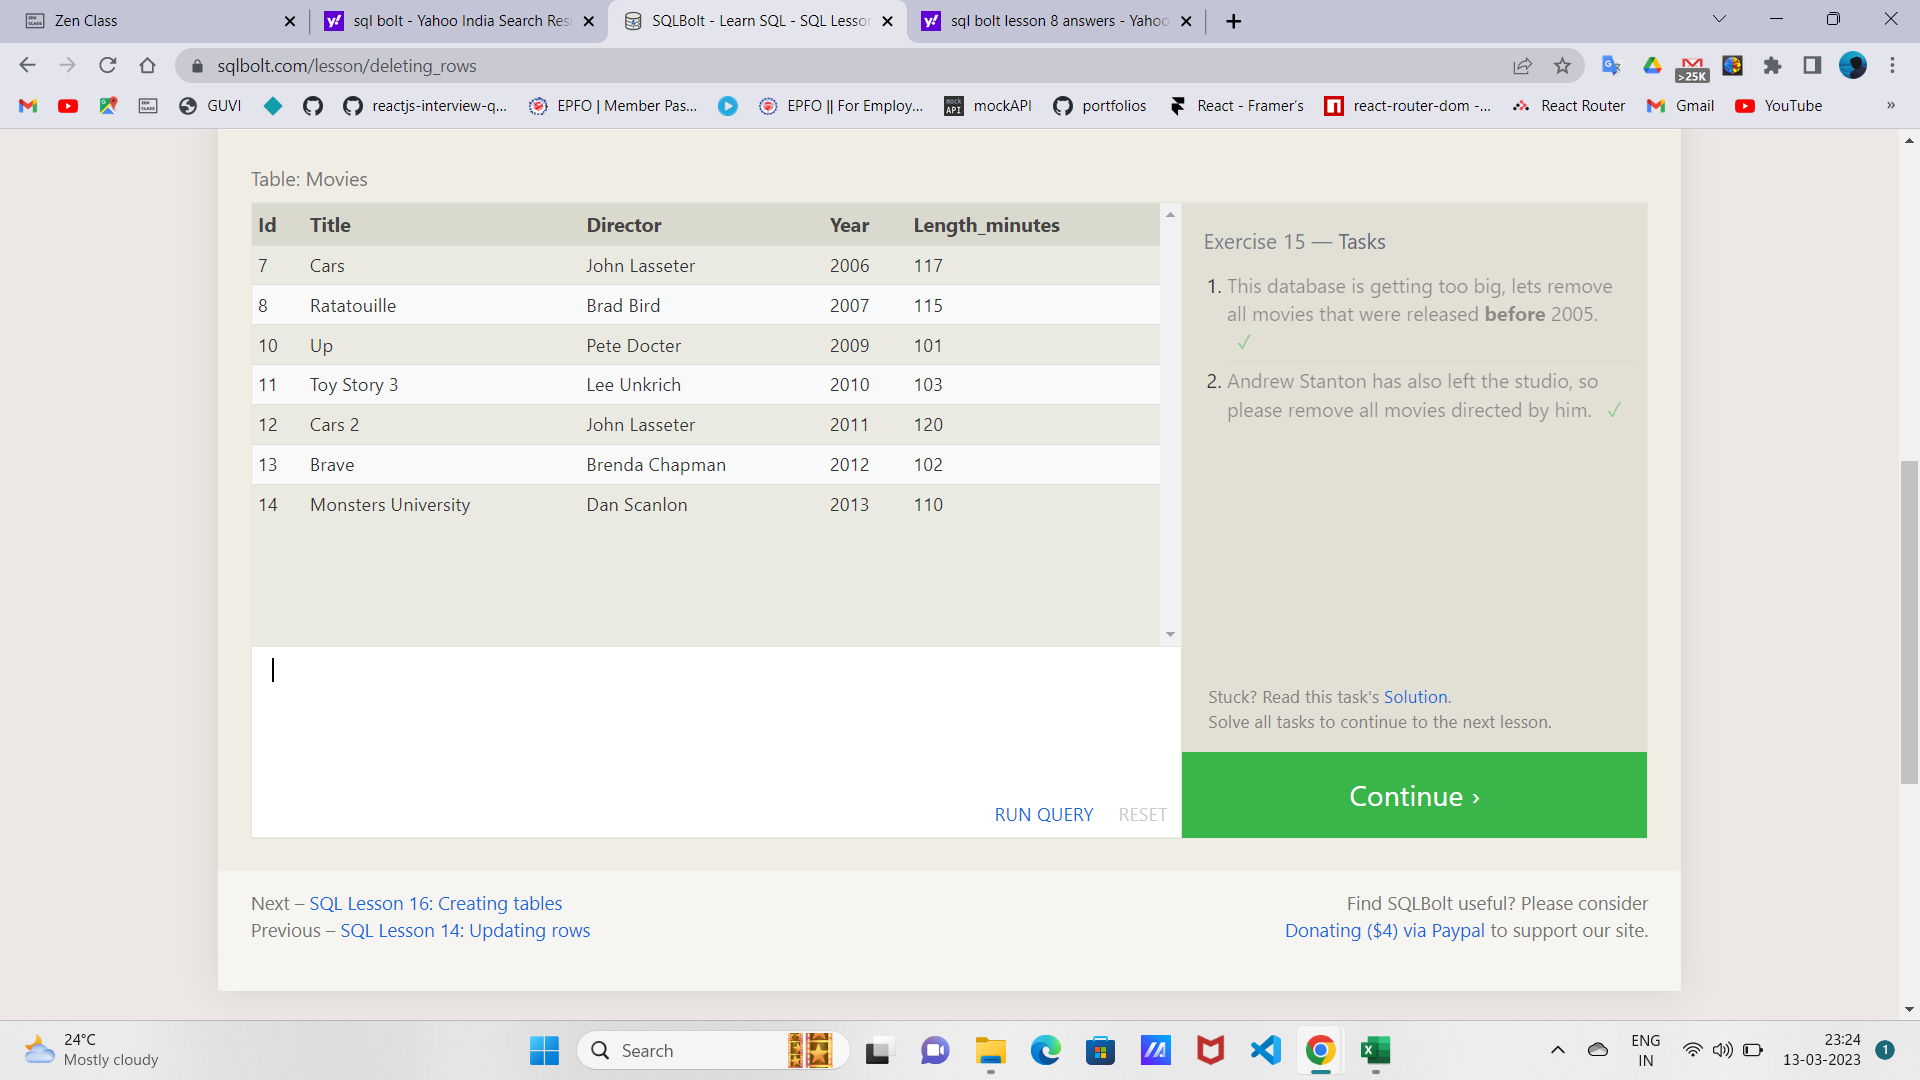 Zen Class
sql bolt - Yahoo India Search Res
SQLBolt - Learn SQL - SQL Lesson
sql bolt lesson 8 answers - Yahoo
sqlbolt.com/lesson/deleting_rows
>25K
GUVI
reactjs-interview-q...
EPFO | Member Pas...
EPFO || For Employ...
mock API
mockAPI
portfolios
React - Framer's
react-router-dom -...
React Router
Gmail
YouTube
»
Table: Movies
Id Title Director Year Length_minutes
7 Cars John Lasseter 2006 117
8 Ratatouille Brad Bird 2007 115
10 Up Pete Docter 2009 101
11 Toy Story 3 Lee Unkrich 2010 103
12 Cars 2 John Lasseter 2011 120
13 Brave Brenda Chapman 2012 102
14 Monsters University Dan Scanlon 2013 110
Exercise 15 — Tasks
1. This database is getting too big, lets remove
all movies that were released before 2005.
✓
2. Andrew Stanton has also left the studio, so
please remove all movies directed by him. ✓
Stuck? Read this task's Solution.
Solve all tasks to continue to the next lesson.
RUN QUERY RESET
Continue ›
Next – SQL Lesson 16: Creating tables
Previous – SQL Lesson 14: Updating rows
Find SQLBolt useful? Please consider
Donating ($4) via Paypal to support our site.
24°C
Mostly cloudy
Search
ENG
IN
23:24
13-03-2023
1